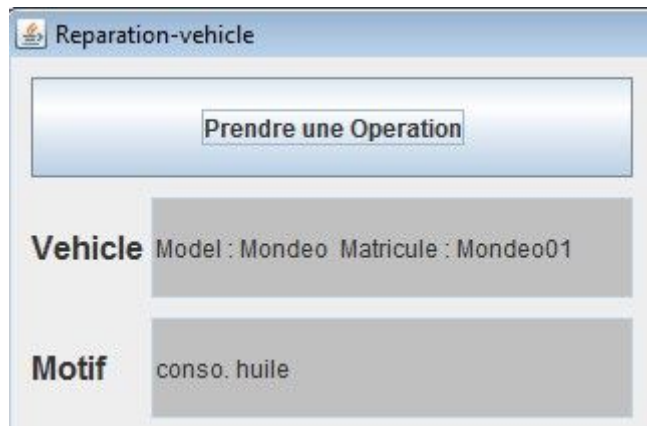 Reparation-vehicle
Prendre une Operation
Vehicle Model : Mondeo Matricule : Mondeo01
Motif conso. huile